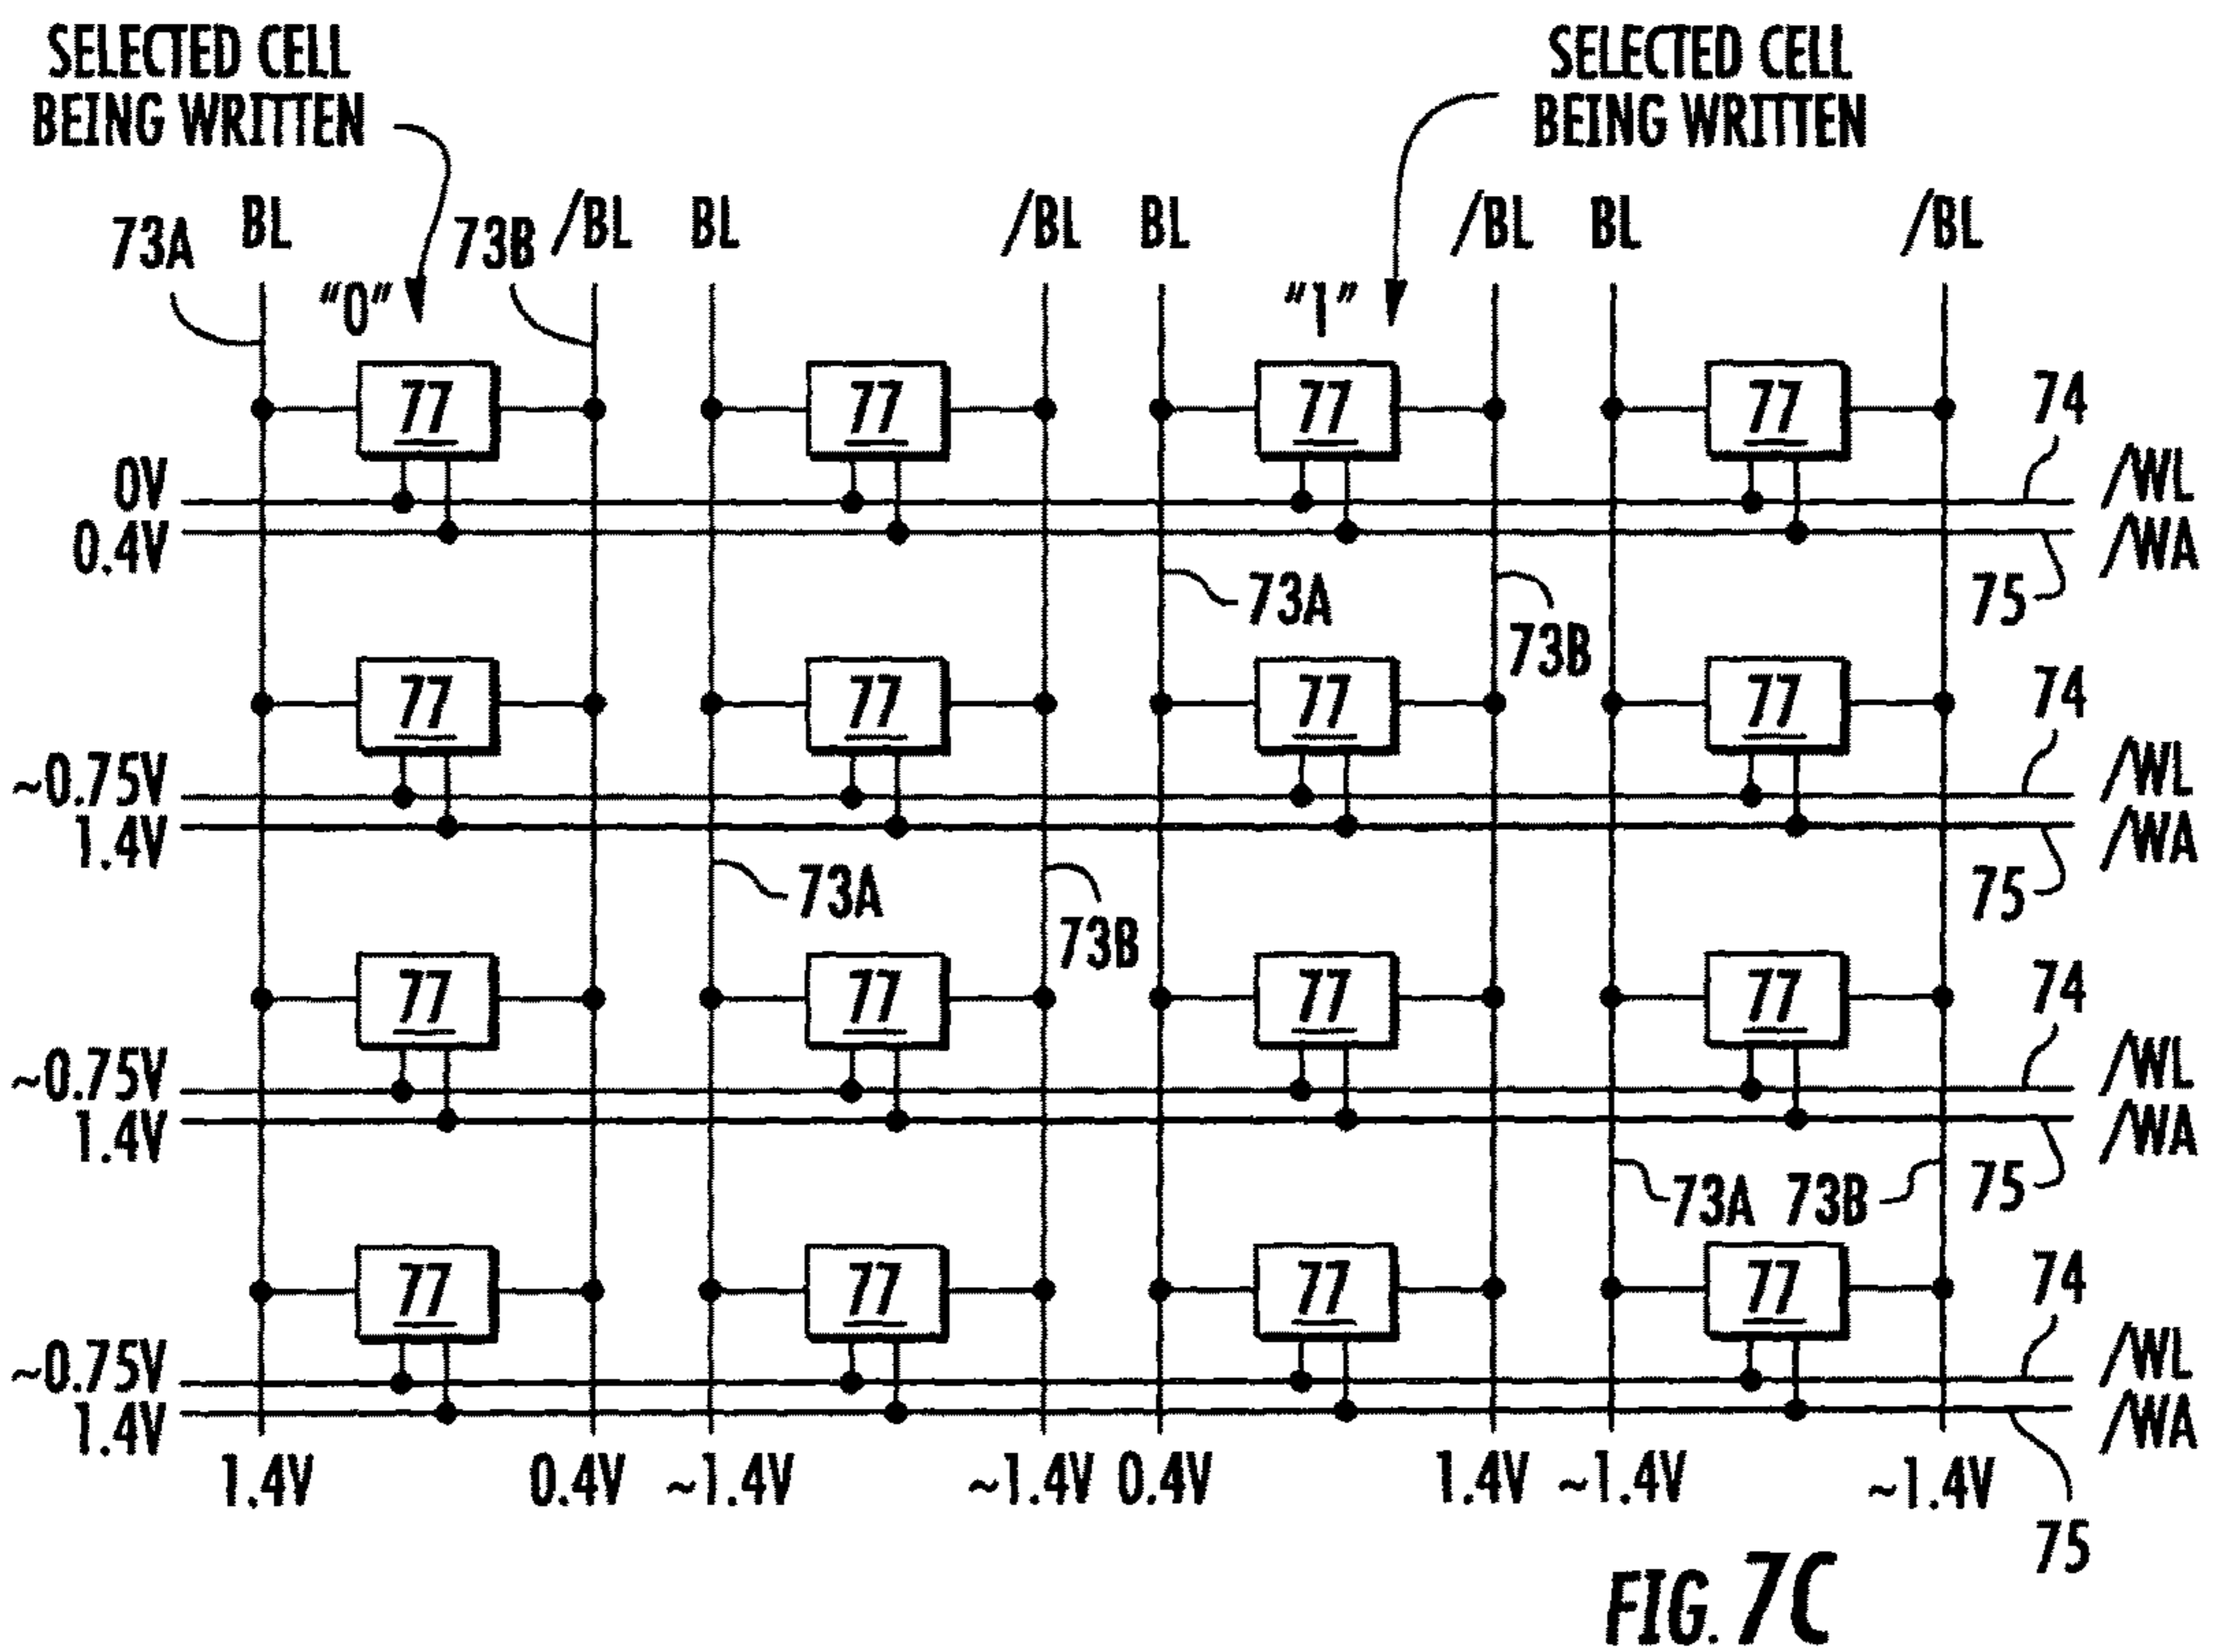 SELECTED CELL
BEING WRITTEN
SELECTED CELL
BEING WRITTEN
73A BL 73B /BL BL /BL BL /BL BL /BL
"0" "1"
77 77 77 77 74
0V /WL
0.4V /WA
73A 73B 75
77 77 77 77 74
~0.75V /WL
1.4V /WA
73A 73B 75
77 77 77 77 74
~0.75V /WL
1.4V /WA
73A 73B 75
77 77 77 77 74
~0.75V /WL
1.4V /WA
1.4V 0.4V ~1.4V ~1.4V 0.4V 1.4V ~1.4V ~1.4V
75
FIG. 7C